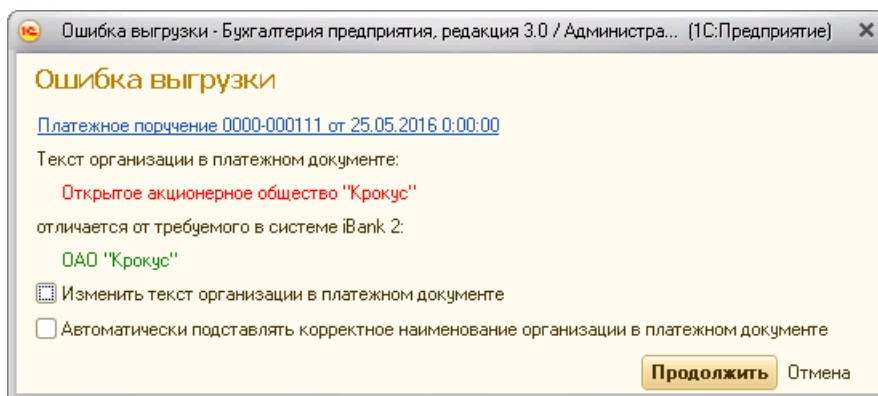 1С Ошибка выгрузки - Бухгалтерия предприятия, редакция 3.0 / Администра... (1С:Предприятие)
Ошибка выгрузки
Платежное поручение 0000-000111 от 25.05.2016 0:00:00
Текст организации в платежном документе:
Открытое акционерное общество "Крокус"
отличается от требуемого в системе iBank 2:
ОАО "Крокус"
Изменить текст организации в платежном документе
Автоматически подставлять корректное наименование организации в платежном документе
Продолжить Отмена